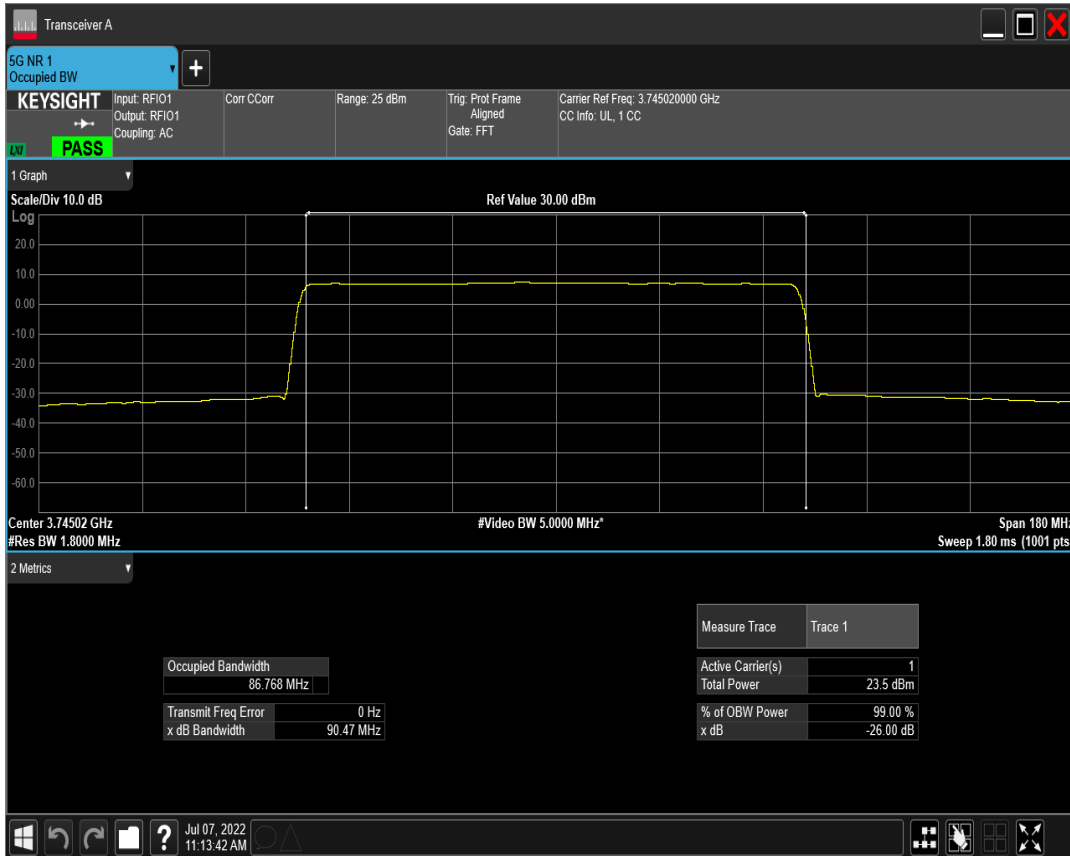 Transceiver A
5G NR 1
Occupied BW
+
KEYSIGHT
LXI
PASS
Input: RFIO1
Output: RFIO1
Coupling: AC
Corr CCorr
Range: 25 dBm
Trig: Prot Frame
Aligned
Gate: FFT
Carrier Ref Freq: 3.745020000 GHz
CC Info: UL, 1 CC
1 Graph
Scale/Div 10.0 dB
Ref Value 30.00 dBm
Log
20.0
10.0
0.00
-10.0
-20.0
-30.0
-40.0
-50.0
-60.0
Center 3.74502 GHz
#Video BW 5.0000 MHz*
Span 180 MHz
#Res BW 1.8000 MHz
Sweep 1.80 ms (1001 pts
2 Metrics
Measure Trace Trace 1
Occupied Bandwidth
86.768 MHz
Active Carrier(s) 1
Total Power 23.5 dBm
Transmit Freq Error 0 Hz
x dB Bandwidth 90.47 MHz
% of OBW Power 99.00 %
x dB -26.00 dB
?
Jul 07, 2022
11:13:42 AM